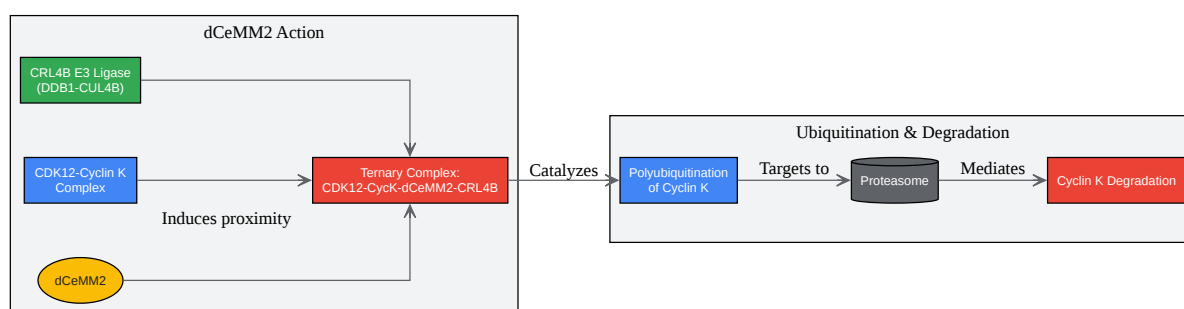 dCeMM2 Action
CRL4B E3 Ligase
(DDB1-CUL4B)
CDK12-Cyclin K
Complex
Induces proximity
dCeMM2
Ternary Complex:
CDK12-CycK-dCeMM2-CRL4B
Catalyzes
Ubiquitination & Degradation
Polyubiquitination
of Cyclin K
Targets to
Proteasome
Mediates
Cyclin K Degradation